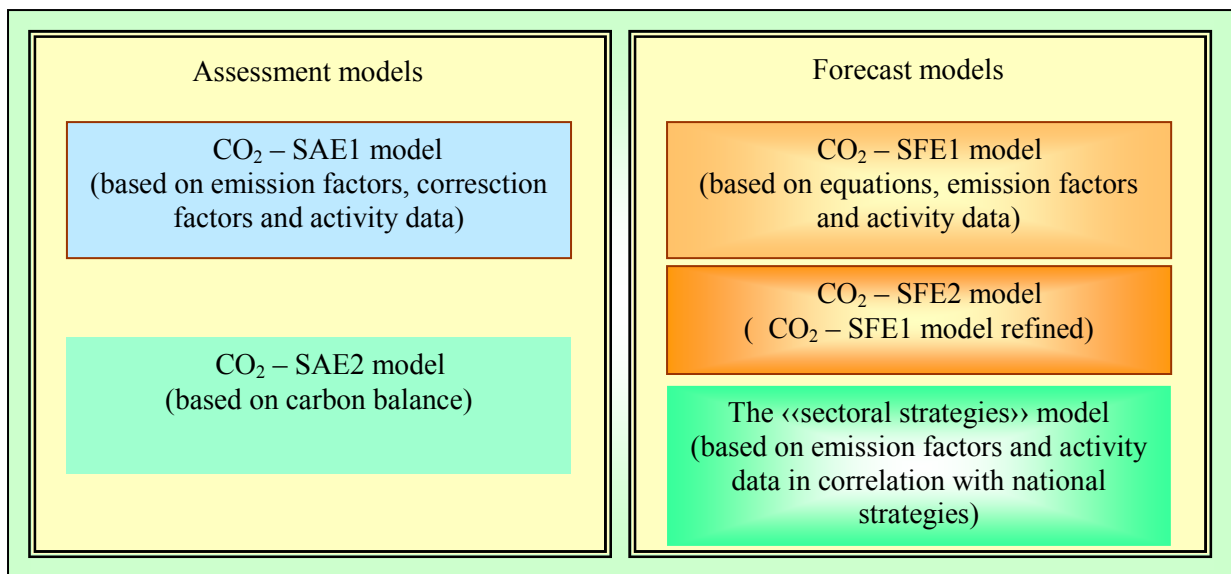 Assessment models
CO₂ – SAE1 model
(based on emission factors, corresction
factors and activity data)
CO₂ – SAE2 model
(based on carbon balance)
Forecast models
CO₂ – SFE1 model
(based on equations, emission factors
and activity data)
CO₂ – SFE2 model
( CO₂ – SFE1 model refined)
The ‹‹sectoral strategies›› model
(based on emission factors and activity
data in correlation with national
strategies)